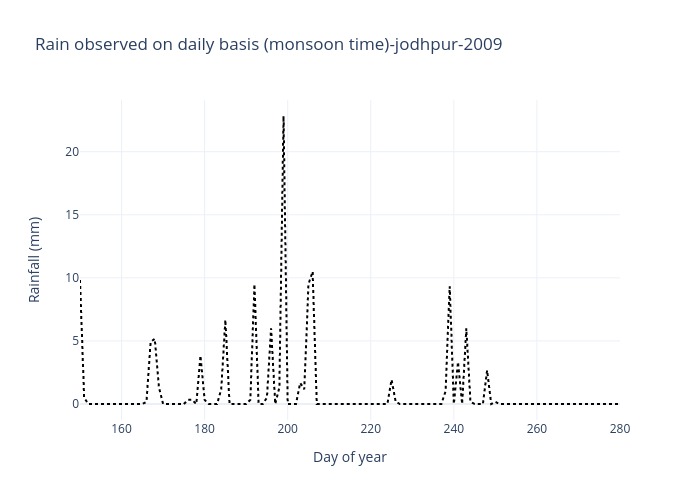 Rain observed on daily basis (monsoon time)-jodhpur-2009
20
15
10
5
0
Rainfall (mm)
160 180 200 220 240 260 280
Day of year